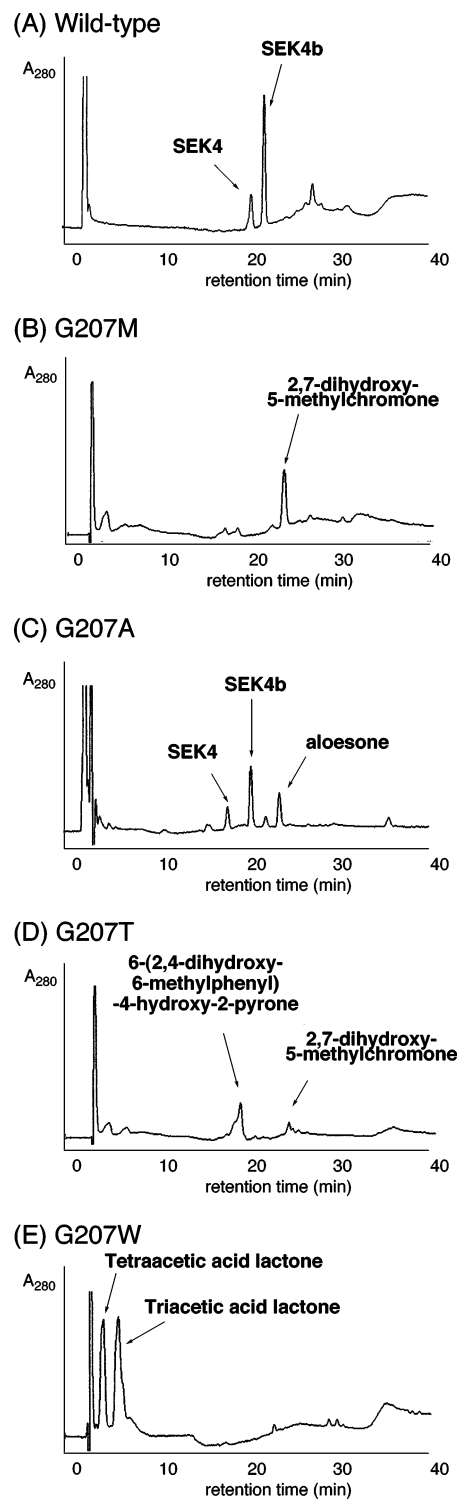 (A) Wild-type
SEK4b
A280
SEK4
0 10 20 30 40
retention time (min)
(B) G207M
A280
2,7-dihydroxy-
5-methylchromone
0 10 20 30 40
retention time (min)
(C) G207A
A280
SEK4b
SEK4
aloesone
0 10 20 30 40
retention time (min)
(D) G207T
6-(2,4-dihydroxy-
A280
6-methylphenyl)
-4-hydroxy-2-pyrone
2,7-dihydroxy-
5-methylchromone
0 10 20 30 40
retention time (min)
(E) G207W
Tetraacetic acid lactone
A280
Triacetic acid lactone
0 10 20 30 40
retention time (min)